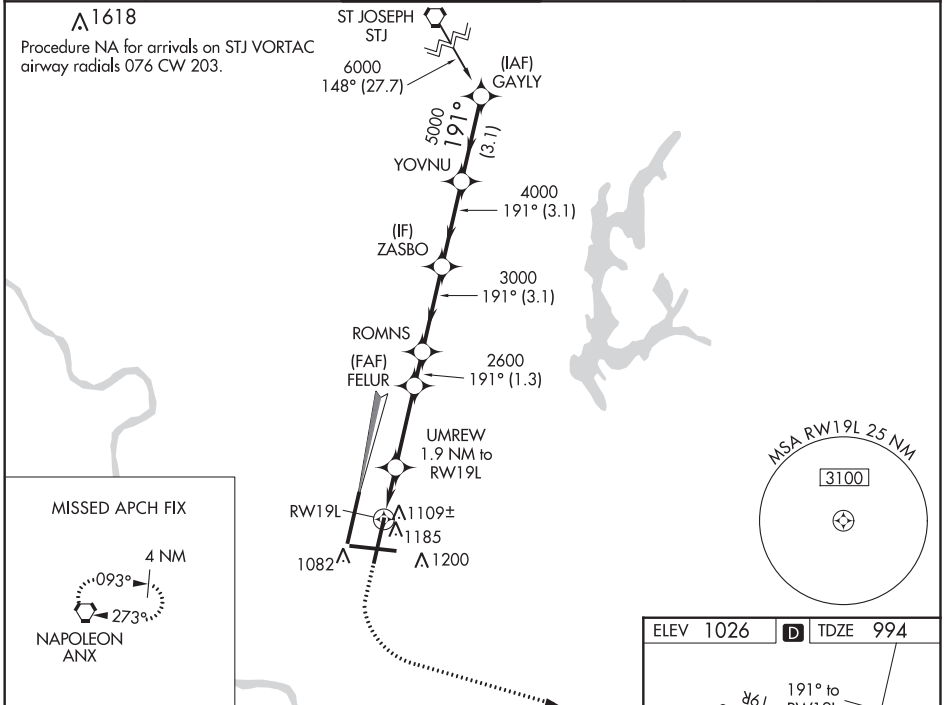 1618
Procedure NA for arrivals on STJ VORTAC
airway radials 076 CW 203.
ST JOSEPH
STJ
6000
148° (27.7)
(IAF)
GAYLY
5000
191°
(3.1)
YOVNU
4000
191° (3.1)
(IF)
ZASBO
3000
191° (3.1)
ROMNS
(FAF)
FELUR
2600
191° (1.3)
UMREW
1.9 NM to
RW19L
RW19L
1109±
1185
1082
1200
MSA RW19L 25 NM
3100
MISSED APCH FIX
4 NM
093°
273°
NAPOLEON
ANX
ELEV 1026 D TDZE 994
191° to
RW19L